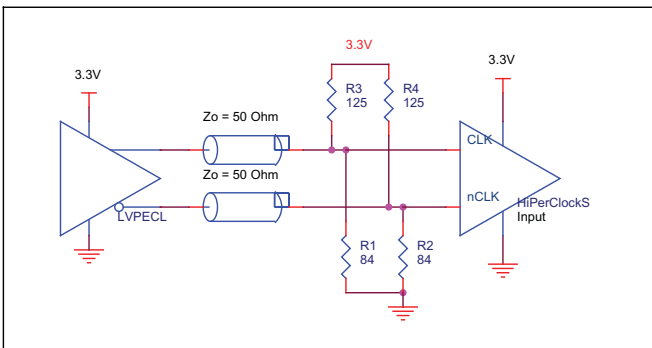 3.3V
3.3V
3.3V
R3
125
R4
125
Zo = 50 Ohm
CLK
Zo = 50 Ohm
nCLK
LVPECL
HiPerClockS
Input
R1
84
R2
84